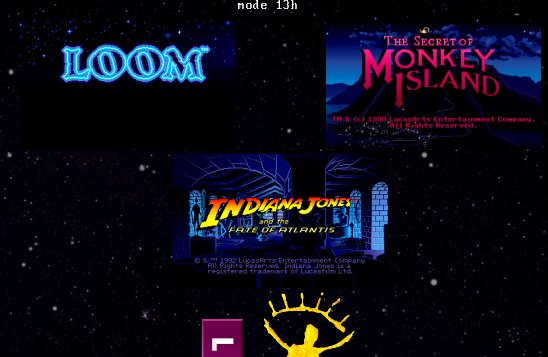 mode 13h
LOOM™
THE SECRET OF
MONKEY
ISLAND
TM & (c) 1990 LucasArts Entertainment Company.
All Rights Reserved.
INDIANA JONES
and the
FATE OF ATLANTIS
© & ™ 1992 LucasArts Entertainment Company
All Rights Reserved. Indiana Jones is a
registered trademark of Lucasfilm Ltd.